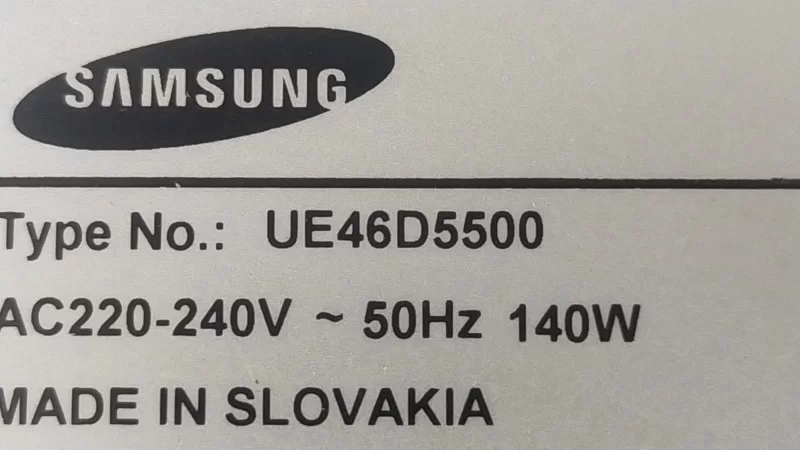 SAMSUNG
Type No.: UE46D5500
AC220-240V ~ 50Hz 140W
MADE IN SLOVAKIA